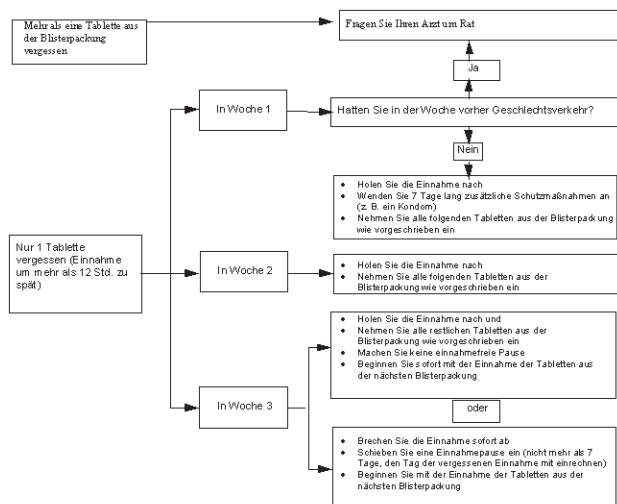 Mehr als eine Tablette aus
der Blisterpackung
vergessen
Fragen Sie Ihren Arzt um Rat
Ja
In Woche 1
Hatten Sie in der Woche vorher Geschlechtsverkehr?
Nein
• Holen Sie die Einnahme nach
• Wenden Sie 7 Tage lang zusätzliche Schutzmaßnahmen an
(z. B. ein Kondom)
• Nehmen Sie alle folgenden Tabletten aus der Blisterpackung
wie vorgeschrieben ein
Nur 1 Tablette
vergessen (Einnahme
um mehr als 12 Std. zu
spät)
In Woche 2
• Holen Sie die Einnahme nach
• Nehmen Sie alle folgenden Tabletten aus der
Blisterpackung wie vorgeschrieben ein
In Woche 3
• Holen Sie die Einnahme nach und
• Nehmen Sie alle restlichen Tabletten aus der
Blisterpackung wie vorgeschrieben ein
• Machen Sie keine einnahmefreie Pause
• Beginnen Sie sofort mit der Einnahme der Tabletten aus
der nächsten Blisterpackung
oder
• Brechen Sie die Einnahme sofort ab
• Schieben Sie eine Einnahmepause ein (nicht mehr als 7
Tage, den Tag der vergessenen Einnahme mit einrechnen)
• Beginnen Sie mit der Einnahme der Tabletten aus der
nächsten Blisterpackung